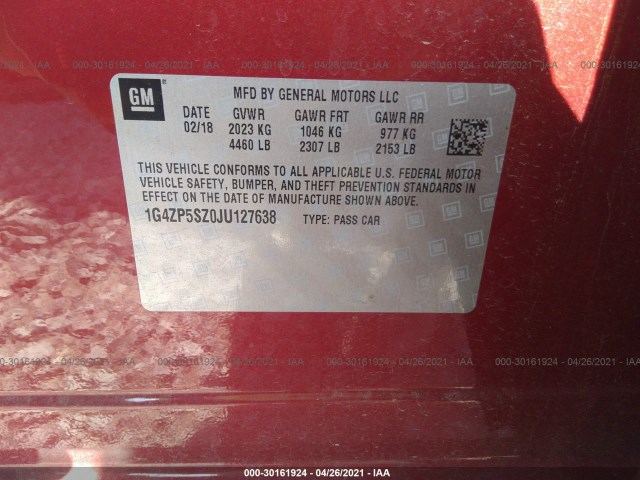 000-30161924 - 04/26/2021 - IAA
GM
MFD BY GENERAL MOTORS LLC
DATE GVWR GAWR FRT GAWR RR
02/18 2023 KG 1046 KG 977 KG
4460 LB 2307 LB 2153 LB
THIS VEHICLE CONFORMS TO ALL APPLICABLE U.S. FEDERAL MOTOR
VEHICLE SAFETY, BUMPER, AND THEFT PREVENTION STANDARDS IN
EFFECT ON THE DATE OF MANUFACTURE SHOWN ABOVE.
1G4ZP5SZ0JU127638 TYPE: PASS CAR
000-30161924 - 04/26/2021 - IAA
000-30161924 - 04/26/2021 - IAA